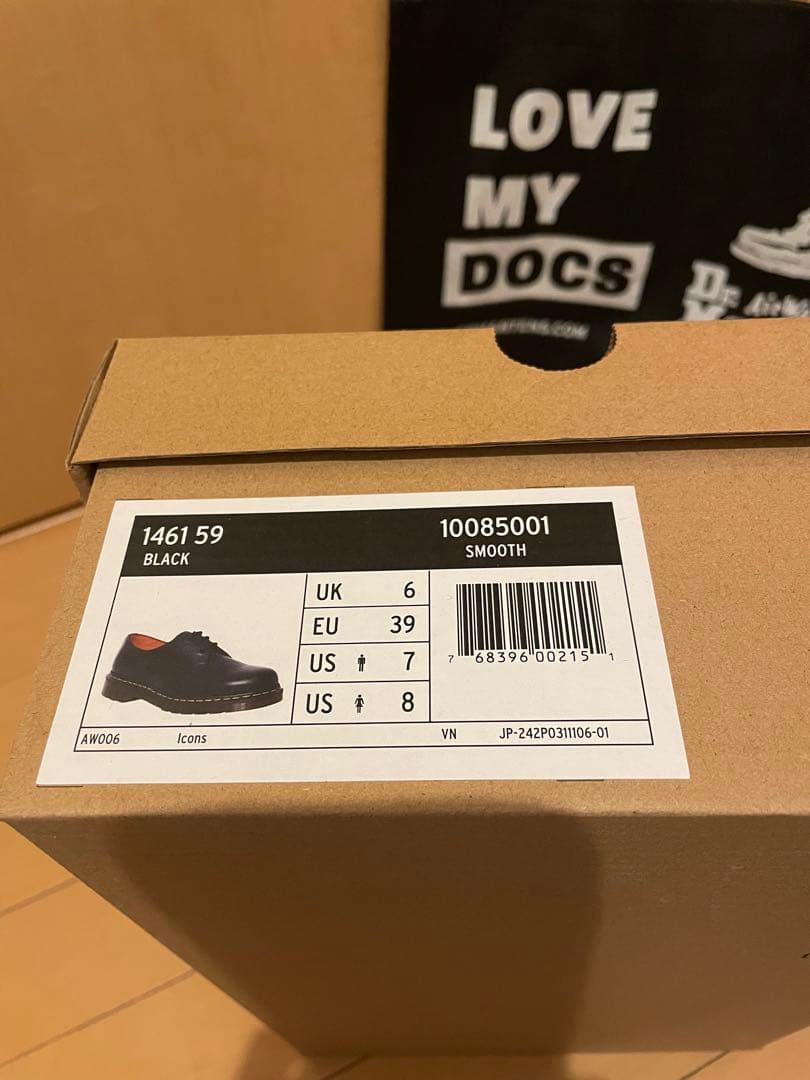 LOVE
MY
DOCS
1461 59
BLACK
10085001
SMOOTH
UK 6
EU 39
US 7
US 8
7 68396 00215 1
AW006 Icons VN JP-242P0311106-01